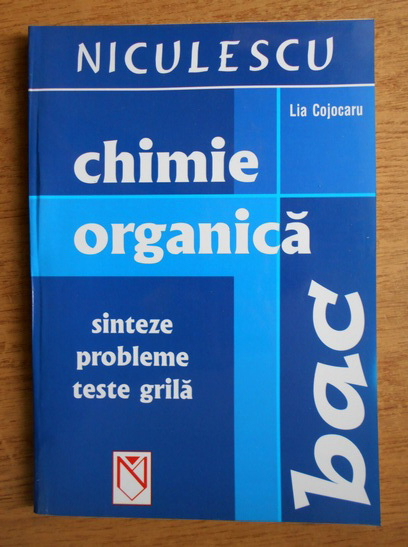 NICULESCU
Lia Cojocaru
chimie
organică
sinteze
probleme
teste grilă
bac